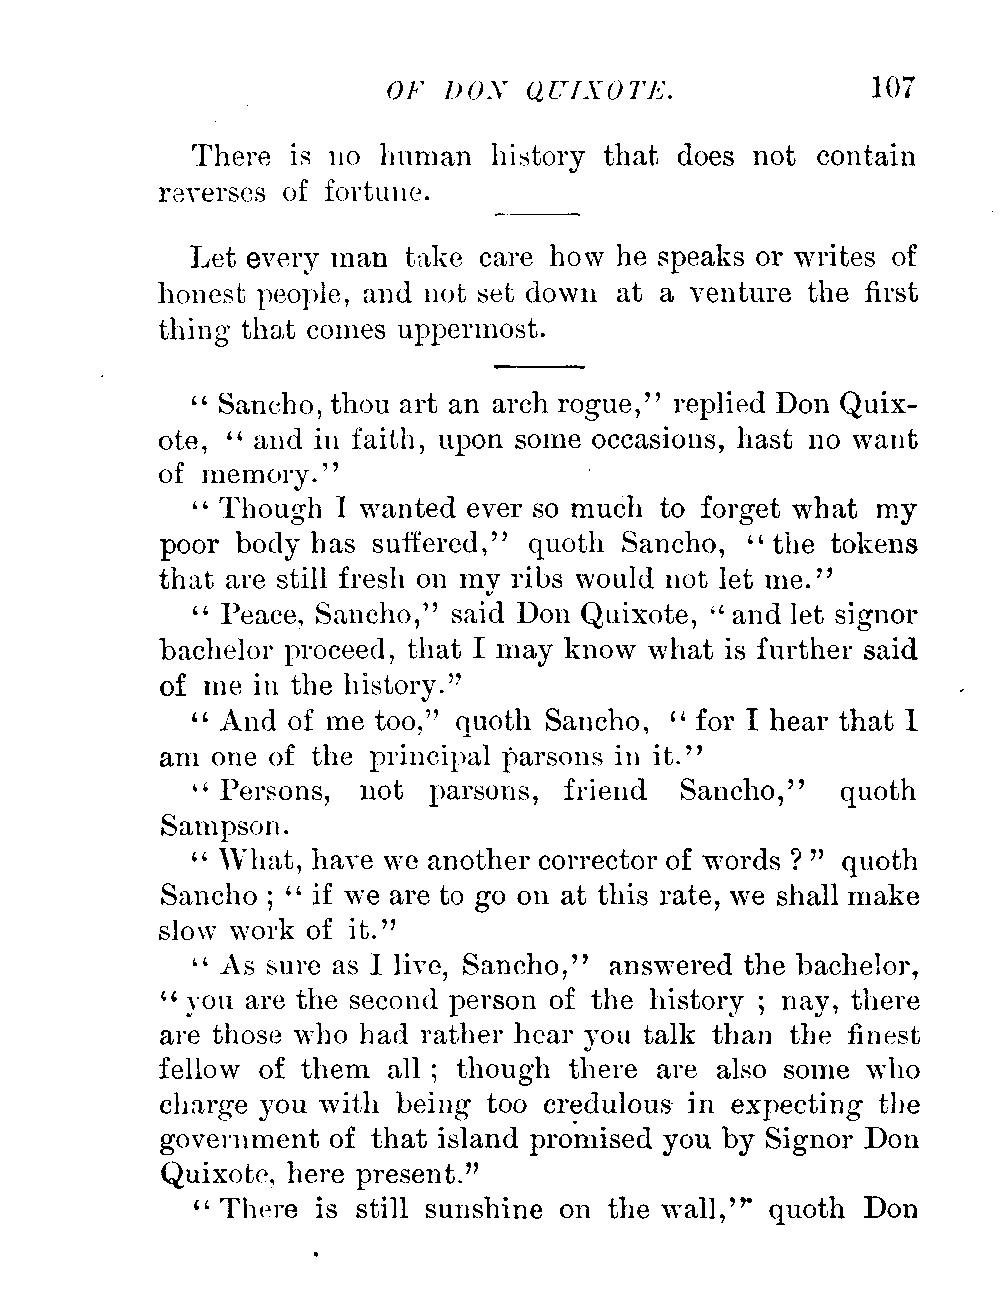 OF DON QUIXOTE. 107
There is no human history that does not contain
reverses of fortune.
Let every man take care how he speaks or writes of
honest people, and not set down at a venture the first
thing that comes uppermost.
“ Sancho, thou art an arch rogue,” replied Don Quix-
ote, “ and in faith, upon some occasions, hast no want
of memory.”
“ Though I wanted ever so much to forget what my
poor body has suffered,” quoth Sancho, “ the tokens
that are still fresh on my ribs would not let me.”
“ Peace, Sancho,” said Don Quixote, “ and let signor
bachelor proceed, that I may know what is further said
of me in the history.”
“ And of me too,” quoth Sancho, “ for I hear that I
am one of the principal parsons in it.”
“ Persons, not parsons, friend Sancho,” quoth
Sampson.
“ What, have we another corrector of words ? ” quoth
Sancho ; “ if we are to go on at this rate, we shall make
slow work of it.”
“ As sure as I live, Sancho,” answered the bachelor,
“ you are the second person of the history ; nay, there
are those who had rather hear you talk than the finest
fellow of them all ; though there are also some who
charge you with being too credulous in expecting the
government of that island promised you by Signor Don
Quixote, here present.”
“ There is still sunshine on the wall,” quoth Don